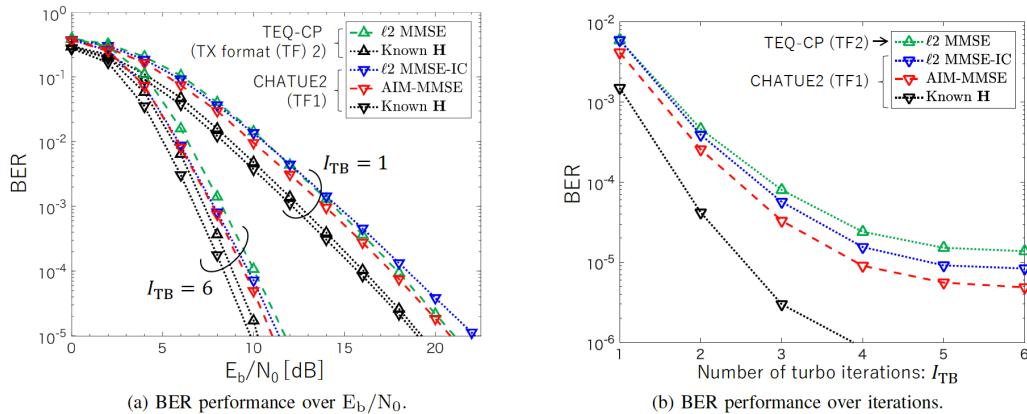 TEQ-CP
(TX format (TF) 2)
CHATUE2
(TF1)
ℓ2 MMSE
Known H
ℓ2 MMSE-IC
AIM-MMSE
Known H
BER
10^0
10^-1
10^-2
10^-3
10^-4
10^-5
I_TB = 1
I_TB = 6
0 5 10 15 20
E_b/N_0 [dB]
(a) BER performance over E_b/N_0.
TEQ-CP (TF2)
CHATUE2 (TF1)
ℓ2 MMSE
ℓ2 MMSE-IC
AIM-MMSE
Known H
BER
10^-2
10^-3
10^-4
10^-5
10^-6
1 2 3 4 5 6
Number of turbo iterations: I_TB
(b) BER performance over iterations.